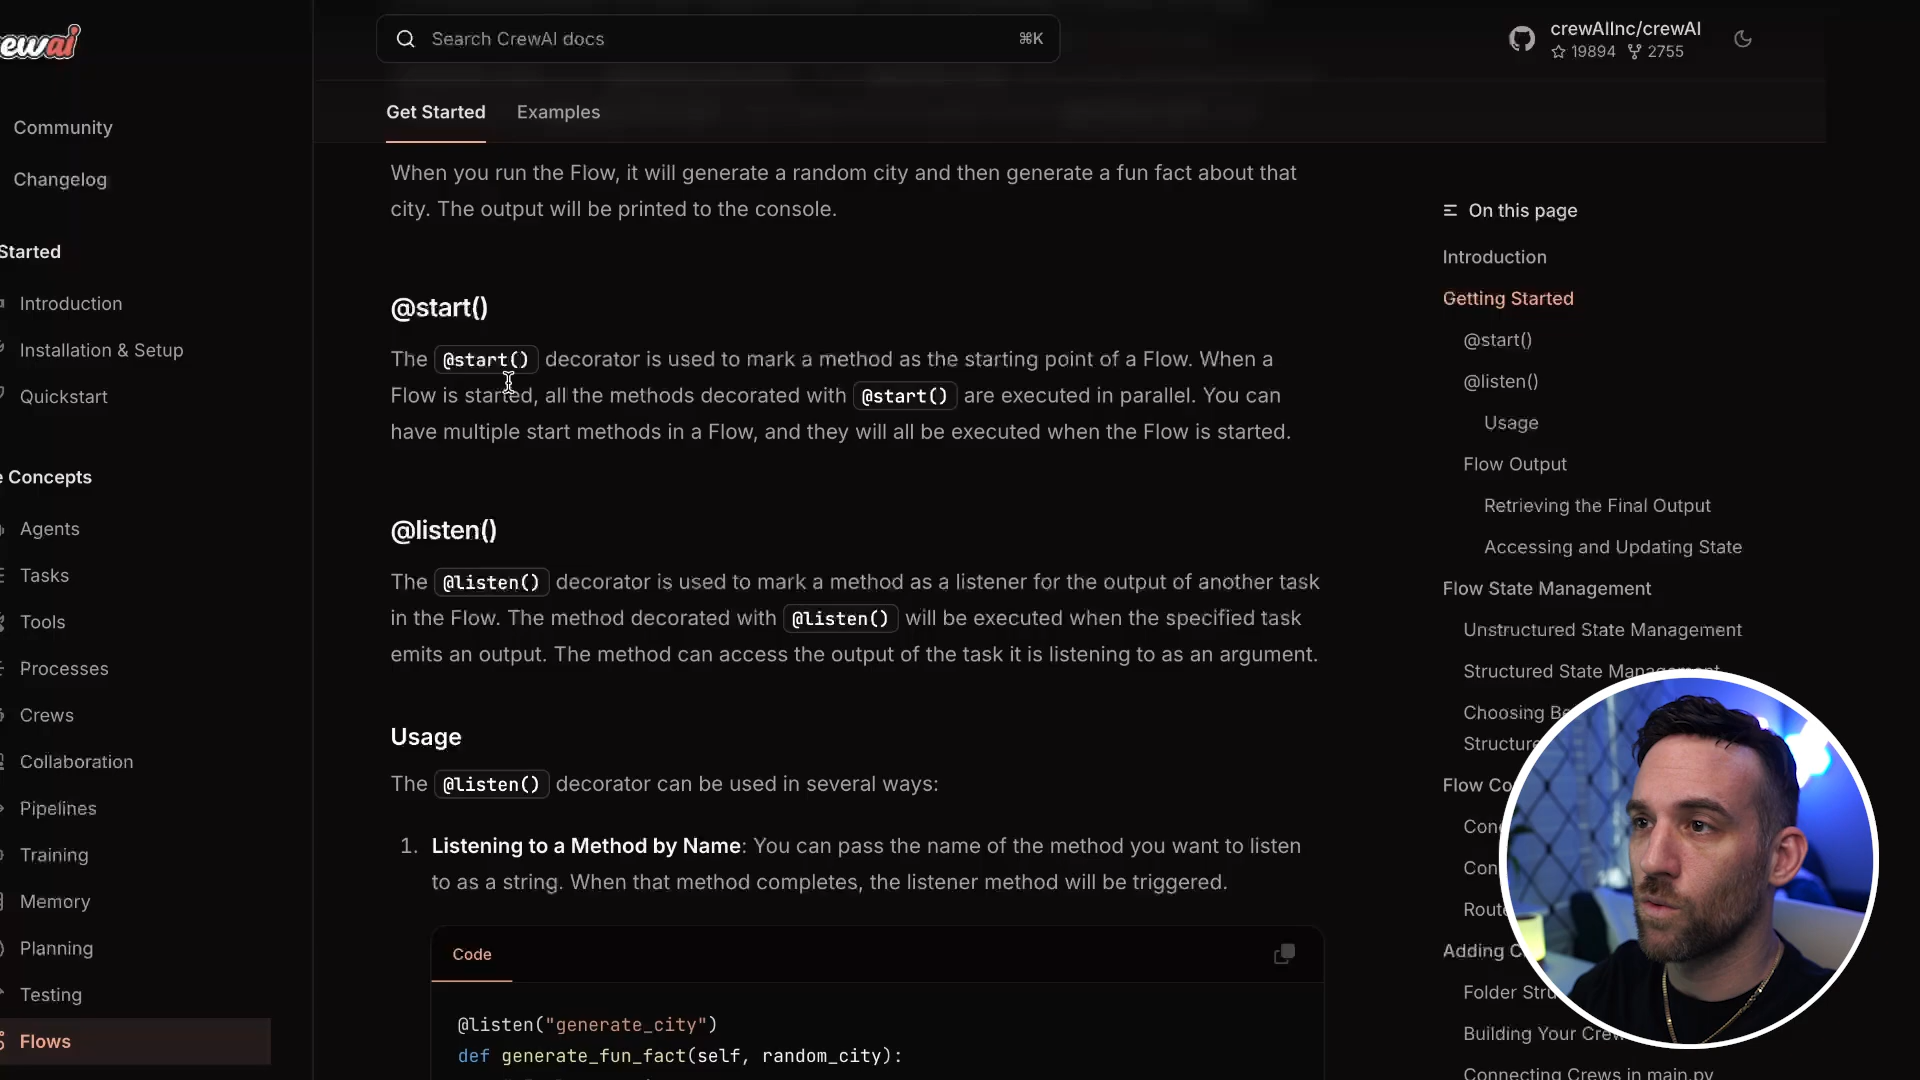 ewai
Search CrewAI docs
⌘K
crewAIInc/crewAI
19894 2755
Get Started
Examples
Community
Changelog
Started
Introduction
Installation & Setup
Quickstart
Concepts
Agents
Tasks
Tools
Processes
Crews
Collaboration
Pipelines
Training
Memory
Planning
Testing
Flows
When you run the Flow, it will generate a random city and then generate a fun fact about that
city. The output will be printed to the console.
@start()
The @start() decorator is used to mark a method as the starting point of a Flow. When a
Flow is started, all the methods decorated with @start() are executed in parallel. You can
have multiple start methods in a Flow, and they will all be executed when the Flow is started.
@listen()
The @listen() decorator is used to mark a method as a listener for the output of another task
in the Flow. The method decorated with @listen() will be executed when the specified task
emits an output. The method can access the output of the task it is listening to as an argument.
Usage
The @listen() decorator can be used in several ways:
1. Listening to a Method by Name: You can pass the name of the method you want to listen
to as a string. When that method completes, the listener method will be triggered.
Code
@listen("generate_city")
def generate_fun_fact(self, random_city):
On this page
Introduction
Getting Started
@start()
@listen()
Usage
Flow Output
Retrieving the Final Output
Accessing and Updating State
Flow State Management
Unstructured State Management
Structured State Management
Choosing Be
Structure
Flow Co
Con
Con
Route
Adding C
Folder Stru
Building Your Crew
Connecting Crews in main.py